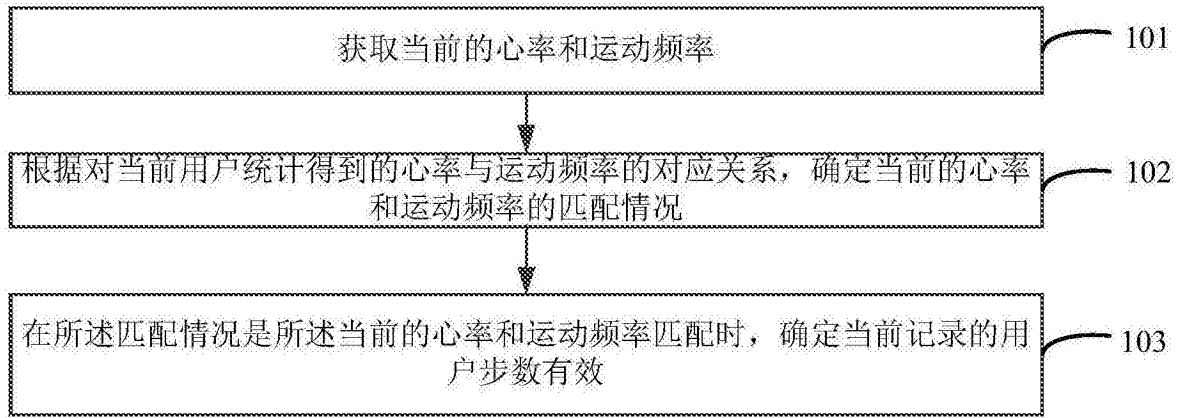 获取当前的心率和运动频率
101
根据对当前用户统计得到的心率与运动频率的对应关系，确定当前的心率
和运动频率的匹配情况
102
在所述匹配情况是所述当前的心率和运动频率匹配时，确定当前记录的用
户步数有效
103